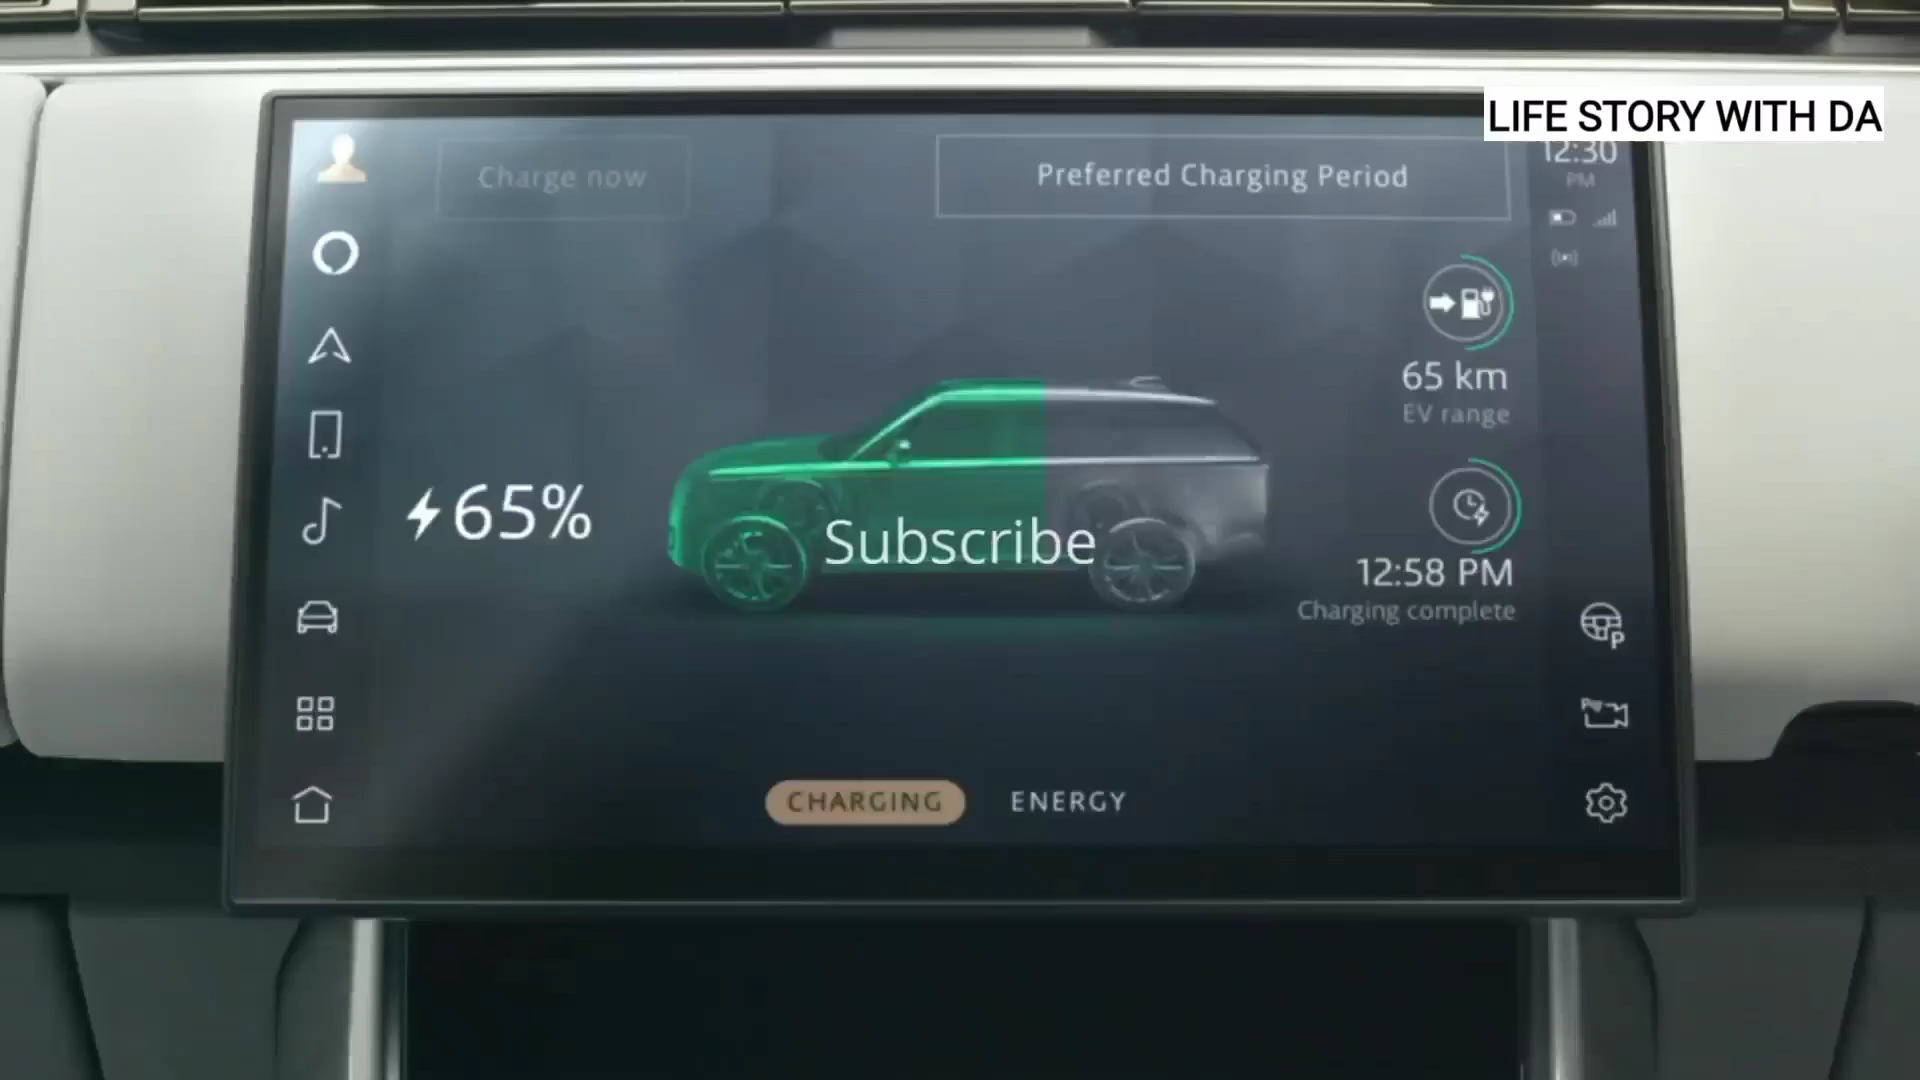 LIFE STORY WITH DA
12:30
PM
Charge now
Preferred Charging Period
65 km
EV range
65%
Subscribe
12:58 PM
Charging complete
P
CHARGING
ENERGY